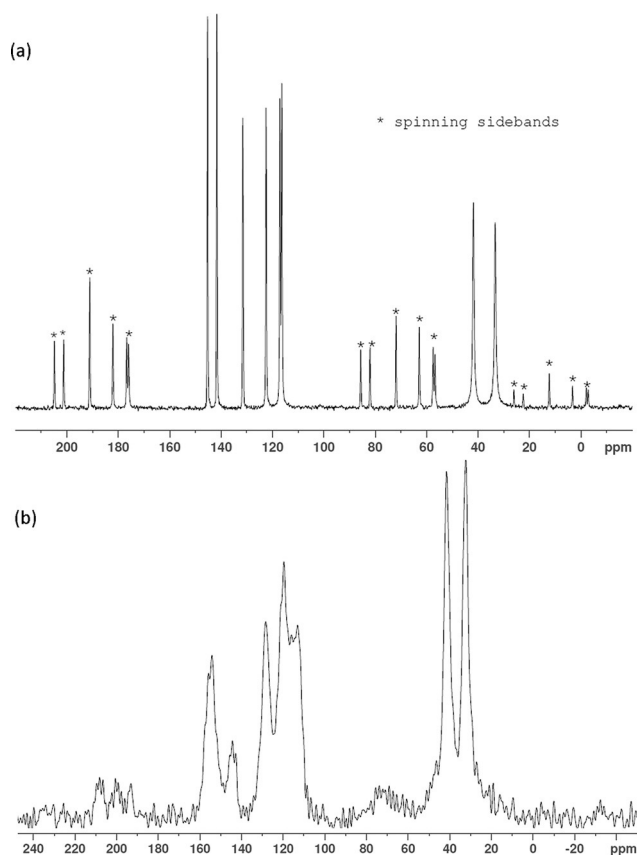 (a)
* spinning sidebands
* * * * * * * * * * * * * * * *
200 180 160 140 120 100 80 60 40 20 0 ppm
(b)
240 220 200 180 160 140 120 100 80 60 40 20 0 -20 ppm